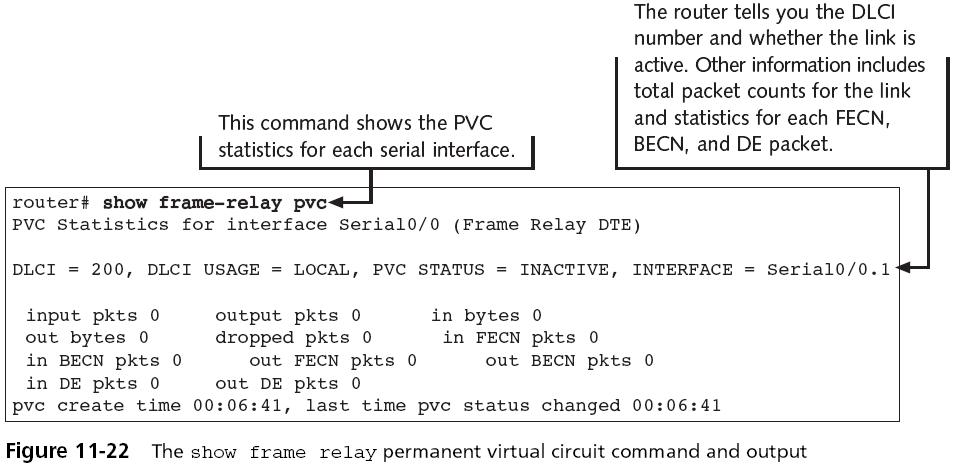 The router tells you the DLCI
number and whether the link is
active. Other information includes
total packet counts for the link
and statistics for each FECN,
BECN, and DE packet.
This command shows the PVC
statistics for each serial interface.
router# show frame-relay pvc
PVC Statistics for interface Serial0/0 (Frame Relay DTE)
DLCI = 200, DLCI USAGE = LOCAL, PVC STATUS = INACTIVE, INTERFACE = Serial0/0.1
input pkts 0 output pkts 0 in bytes 0
out bytes 0 dropped pkts 0 in FECN pkts 0
in BECN pkts 0 out FECN pkts 0 out BECN pkts 0
in DE pkts 0 out DE pkts 0
pvc create time 00:06:41, last time pvc status changed 00:06:41
Figure 11-22 The show frame relay permanent virtual circuit command and output